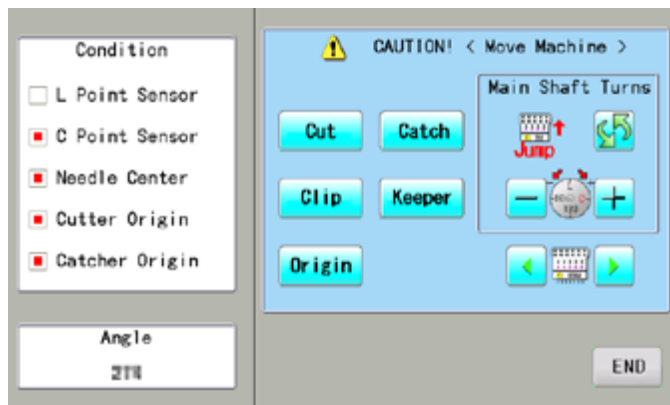 Condition
L Point Sensor
C Point Sensor
Needle Center
Cutter Origin
Catcher Origin
Angle
CAUTION! < Move Machine >
Main Shaft Turns
Cut
Catch
Jump
Clip
Keeper
L
C
Origin
END